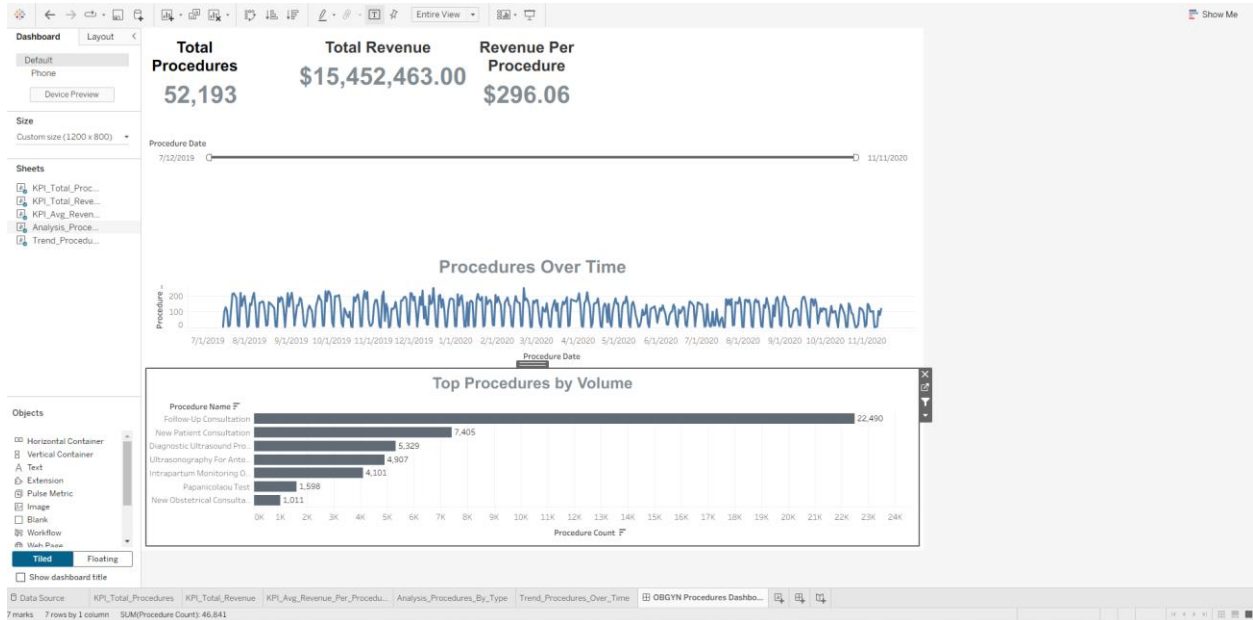 Entire View
Show Me
Dashboard
Layout
Default
Phone
Device Preview
Size
Custom size (1200 x 800)
Sheets
KPI_Total_Proc...
KPI_Total_Reve...
KPI_Avg_Reven...
Analysis_Proce...
Trend_Procedu...
Objects
Horizontal Container
Vertical Container
A Text
Extension
Pulse Metric
Image
Blank
Workflow
Web Page
Tiled
Floating
Show dashboard title
Total
Procedures
52,193
Total Revenue
$15,452,463.00
Revenue Per
Procedure
$296.06
Procedure Date
7/12/2019
11/11/2020
Procedures Over Time
Procedure ..
200
100
0
7/1/2019 8/1/2019 9/1/2019 10/1/2019 11/1/2019 12/1/2019 1/1/2020 2/1/2020 3/1/2020 4/1/2020 5/1/2020 6/1/2020 7/1/2020 8/1/2020 9/1/2020 10/1/2020 11/1/2020
Procedure Date
Top Procedures by Volume
Procedure Name
Follow-Up Consultation 22,490
New Patient Consultation 7,405
Diagnostic Ultrasound Pro.. 5,329
Ultrasonography For Ante.. 4,907
Intrapartum Monitoring O.. 4,101
Papanicolaou Test 1,598
New Obstetrical Consulta.. 1,011
0K 1K 2K 3K 4K 5K 6K 7K 8K 9K 10K 11K 12K 13K 14K 15K 16K 17K 18K 19K 20K 21K 22K 23K 24K
Procedure Count
Data Source
KPI_Total_Procedures
KPI_Total_Revenue
KPI_Avg_Revenue_Per_Procedu...
Analysis_Procedures_By_Type
Trend_Procedures_Over_Time
OBGYN Procedures Dashbo...
7 marks 7 rows by 1 column SUM(Procedure Count): 46,841